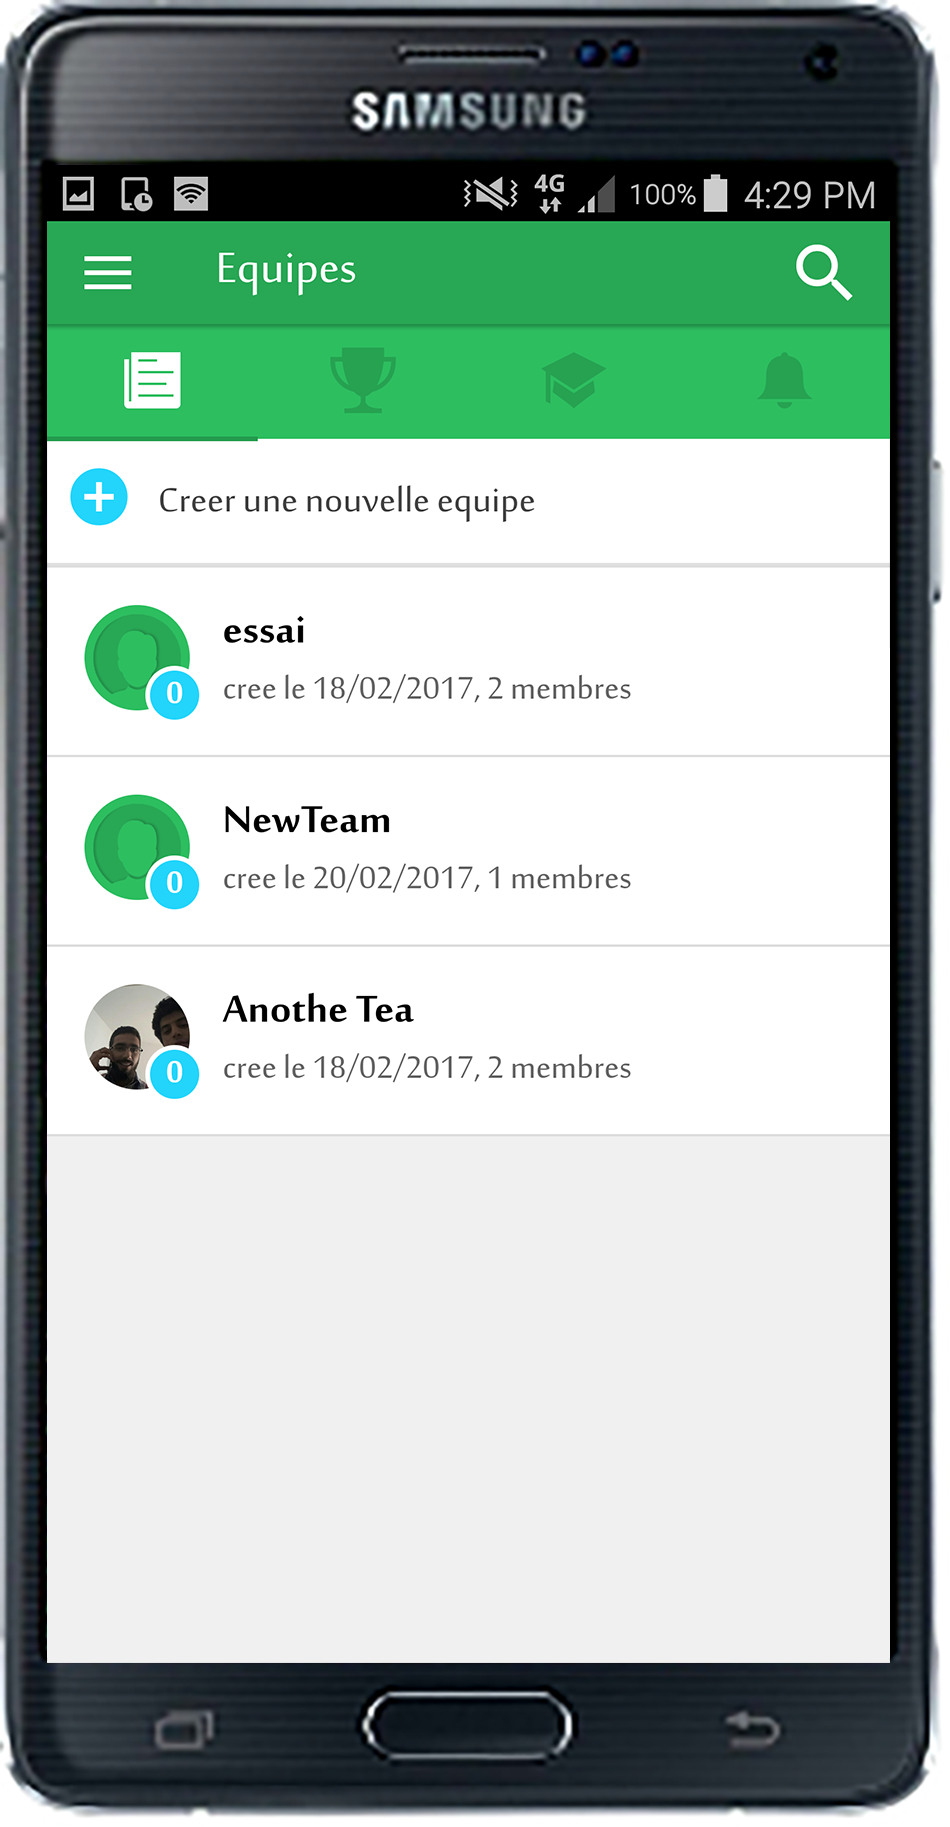 SAMSUNG
4G 100% 4:29 PM
Equipes
Creer une nouvelle equipe
essai
0
cree le 18/02/2017, 2 membres
NewTeam
0
cree le 20/02/2017, 1 membres
Anothe Tea
0
cree le 18/02/2017, 2 membres